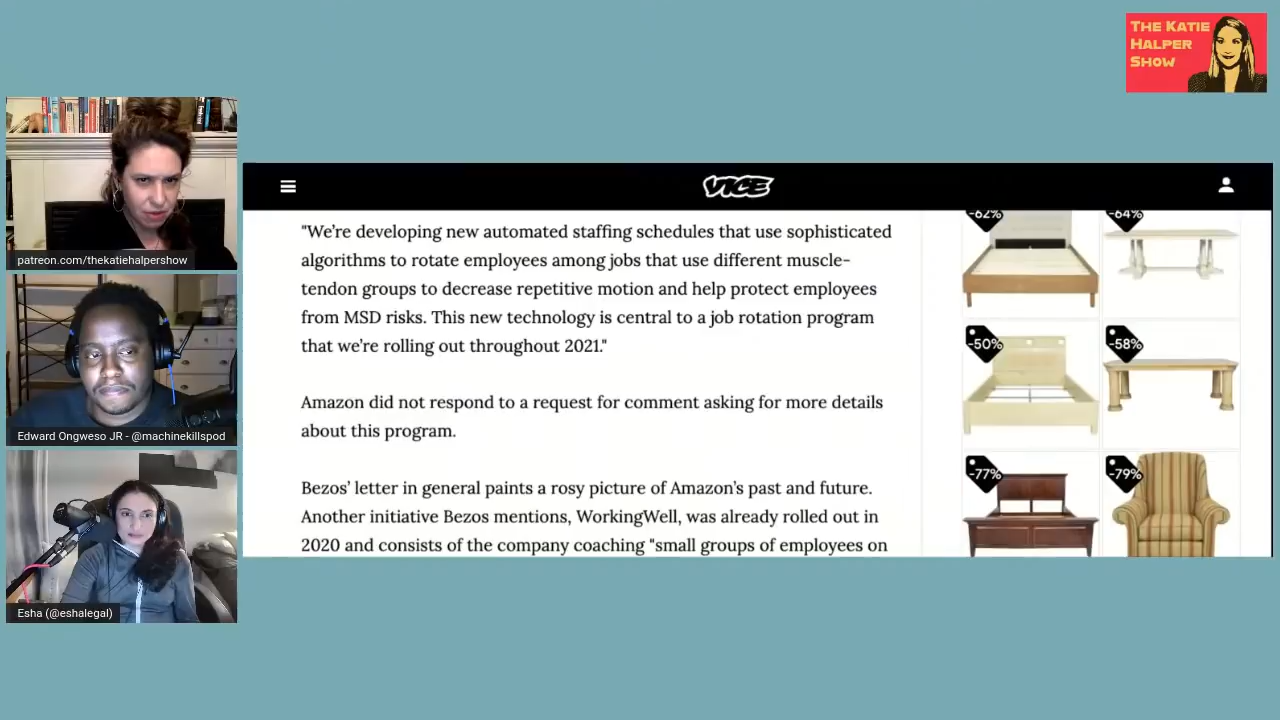 THE KATIE
HALPER
SHOW
patreon.com/thekatiehalpershow
Edward Ongweso JR - @machinekillspod
Esha (@eshalegal)
VICE
"We're developing new automated staffing schedules that use sophisticated
algorithms to rotate employees among jobs that use different muscle-
tendon groups to decrease repetitive motion and help protect employees
from MSD risks. This new technology is central to a job rotation program
that we're rolling out throughout 2021."
Amazon did not respond to a request for comment asking for more details
about this program.
Bezos' letter in general paints a rosy picture of Amazon's past and future.
Another initiative Bezos mentions, WorkingWell, was already rolled out in
2020 and consists of the company coaching "small groups of employees on
-62%
-64%
-50%
-58%
-77%
-79%